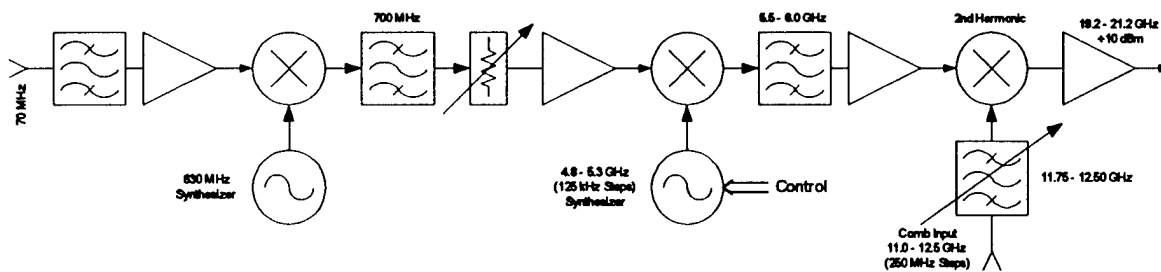 70 MHz
630 MHz
Synthesizer
700 MHz
4.8 - 5.3 GHz
(125 kHz Steps)
Synthesizer
Control
5.5 - 6.0 GHz
2nd Harmonic
19.2 - 21.2 GHz
+10 dBm
11.75 - 12.50 GHz
Comb Input
11.0 - 12.5 GHz
(250 MHz Steps)